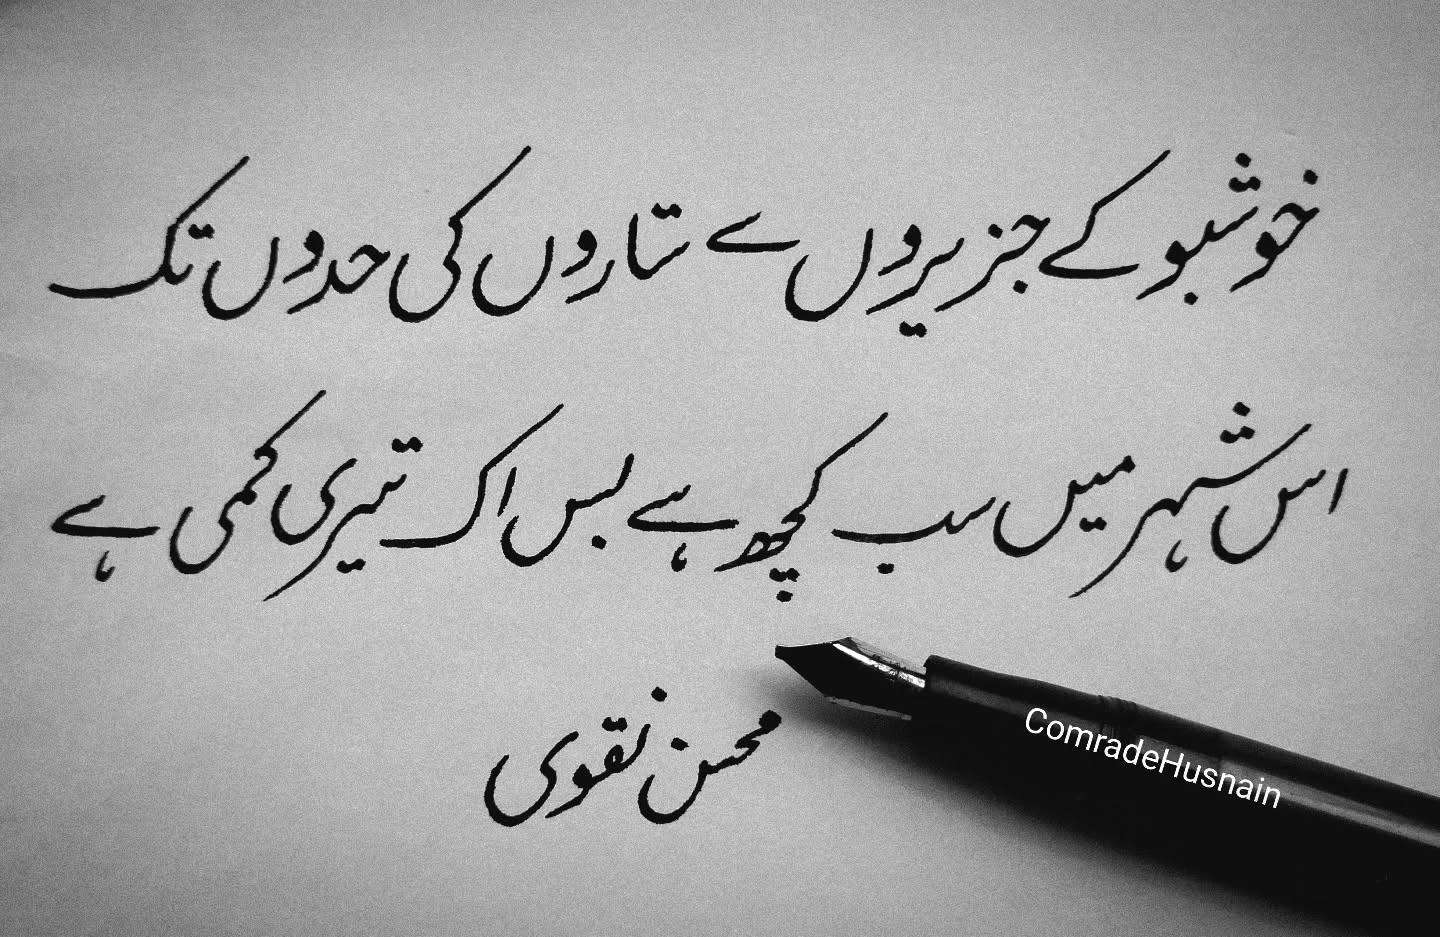 خوشبو کے جزیروں سے ستاروں کی حدوں تک
اس شہر میں سب کچھ ہے بس اک تیری کمی ہے
محسن نقوی
ComradeHusnain